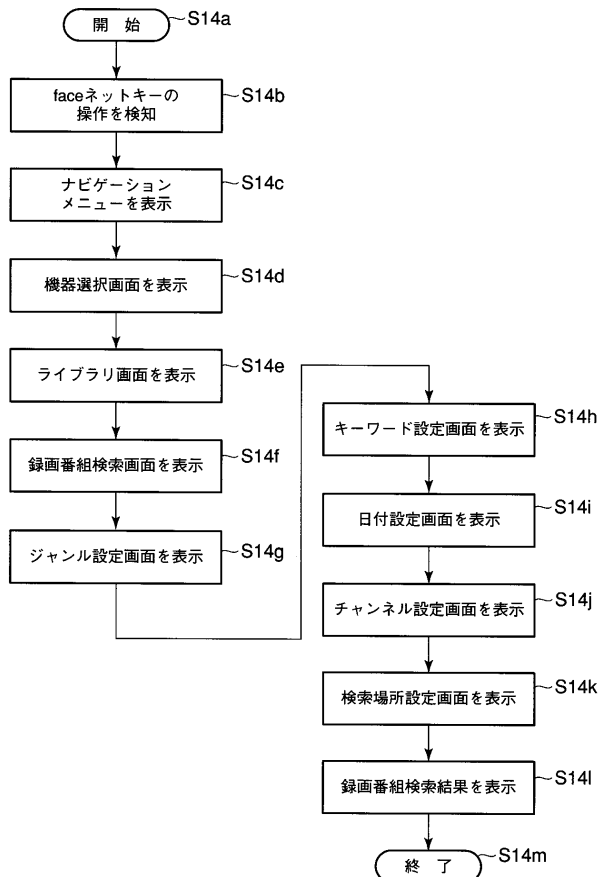 開 始
S14a
faceネットキーの
操作を検知
S14b
ナビゲーション
メニューを表示
S14c
機器選択画面を表示
S14d
ライブラリ画面を表示
S14e
録画番組検索画面を表示
S14f
ジャンル設定画面を表示
S14g
キーワード設定画面を表示
S14h
日付設定画面を表示
S14i
チャンネル設定画面を表示
S14j
検索場所設定画面を表示
S14k
録画番組検索結果を表示
S14l
終 了
S14m